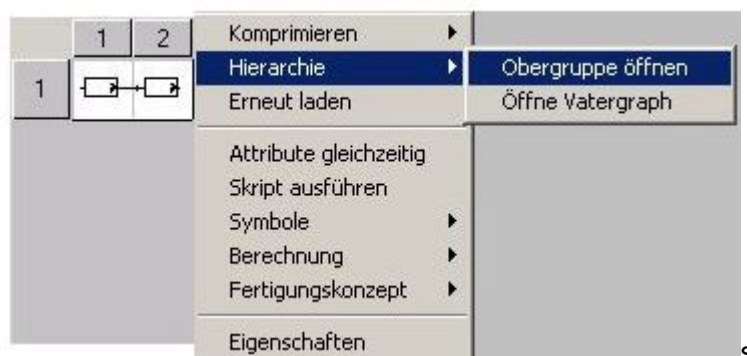 1 2
1
Komprimieren
Hierarchie
Erneut laden
Attribute gleichzeitig
Skript ausführen
Symbole
Berechnung
Fertigungskonzept
Eigenschaften
Obergruppe öffnen
Öffne Vatergraph
s